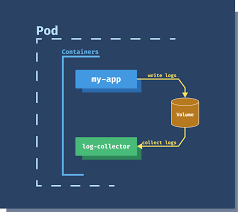 Pod
Containers
my-app
write logs
Volume
log-collector
collect logs